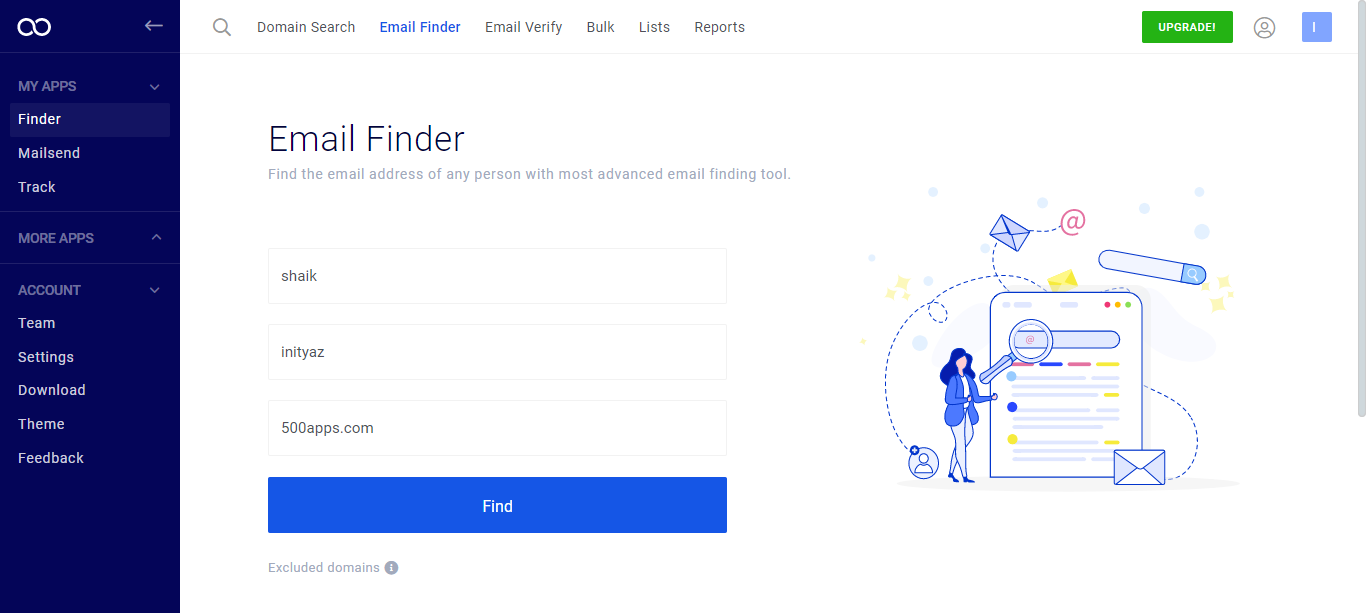 Domain Search Email Finder Email Verify Bulk Lists Reports UPGRADE! I
MY APPS
Finder
Mailsend
Track
MORE APPS
ACCOUNT
Team
Settings
Download
Theme
Feedback
Email Finder
Find the email address of any person with most advanced email finding tool.
shaik
inityaz
500apps.com
Find
Excluded domains i
@
@